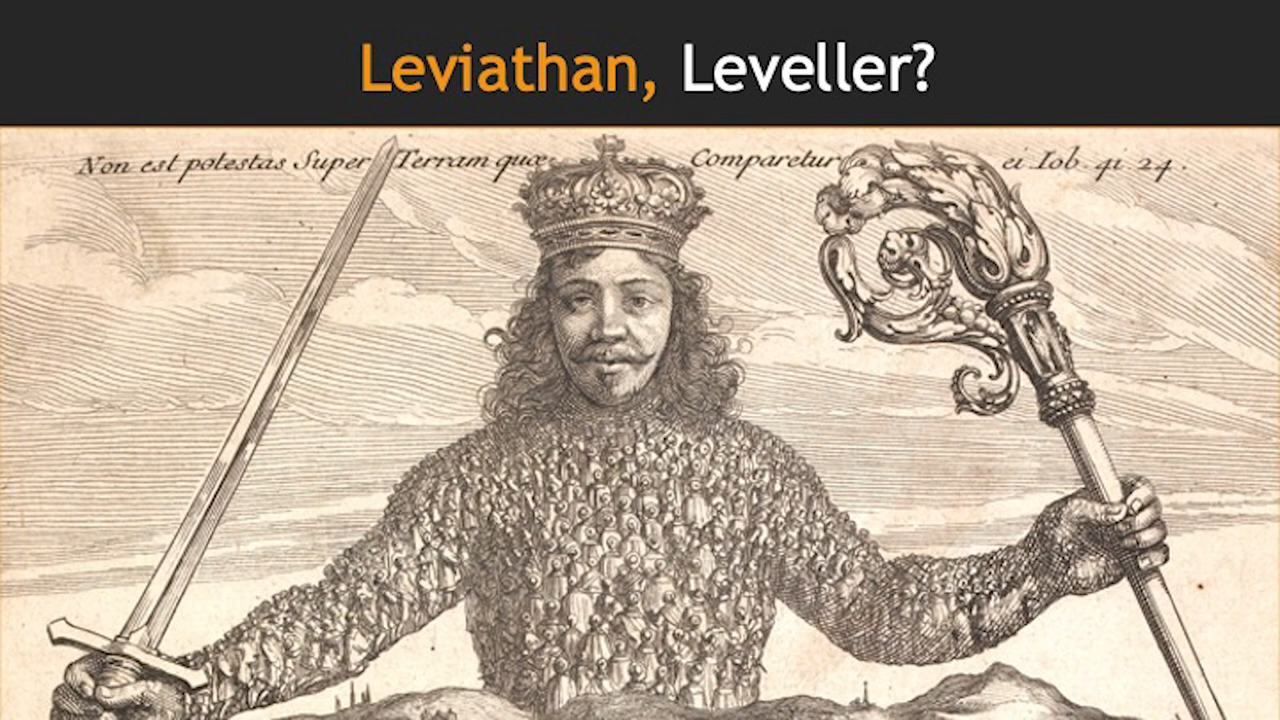 Leviathan, Leveller?
Non est potestas Super Terram quæ Comparetur ei Iob. 41. 24.